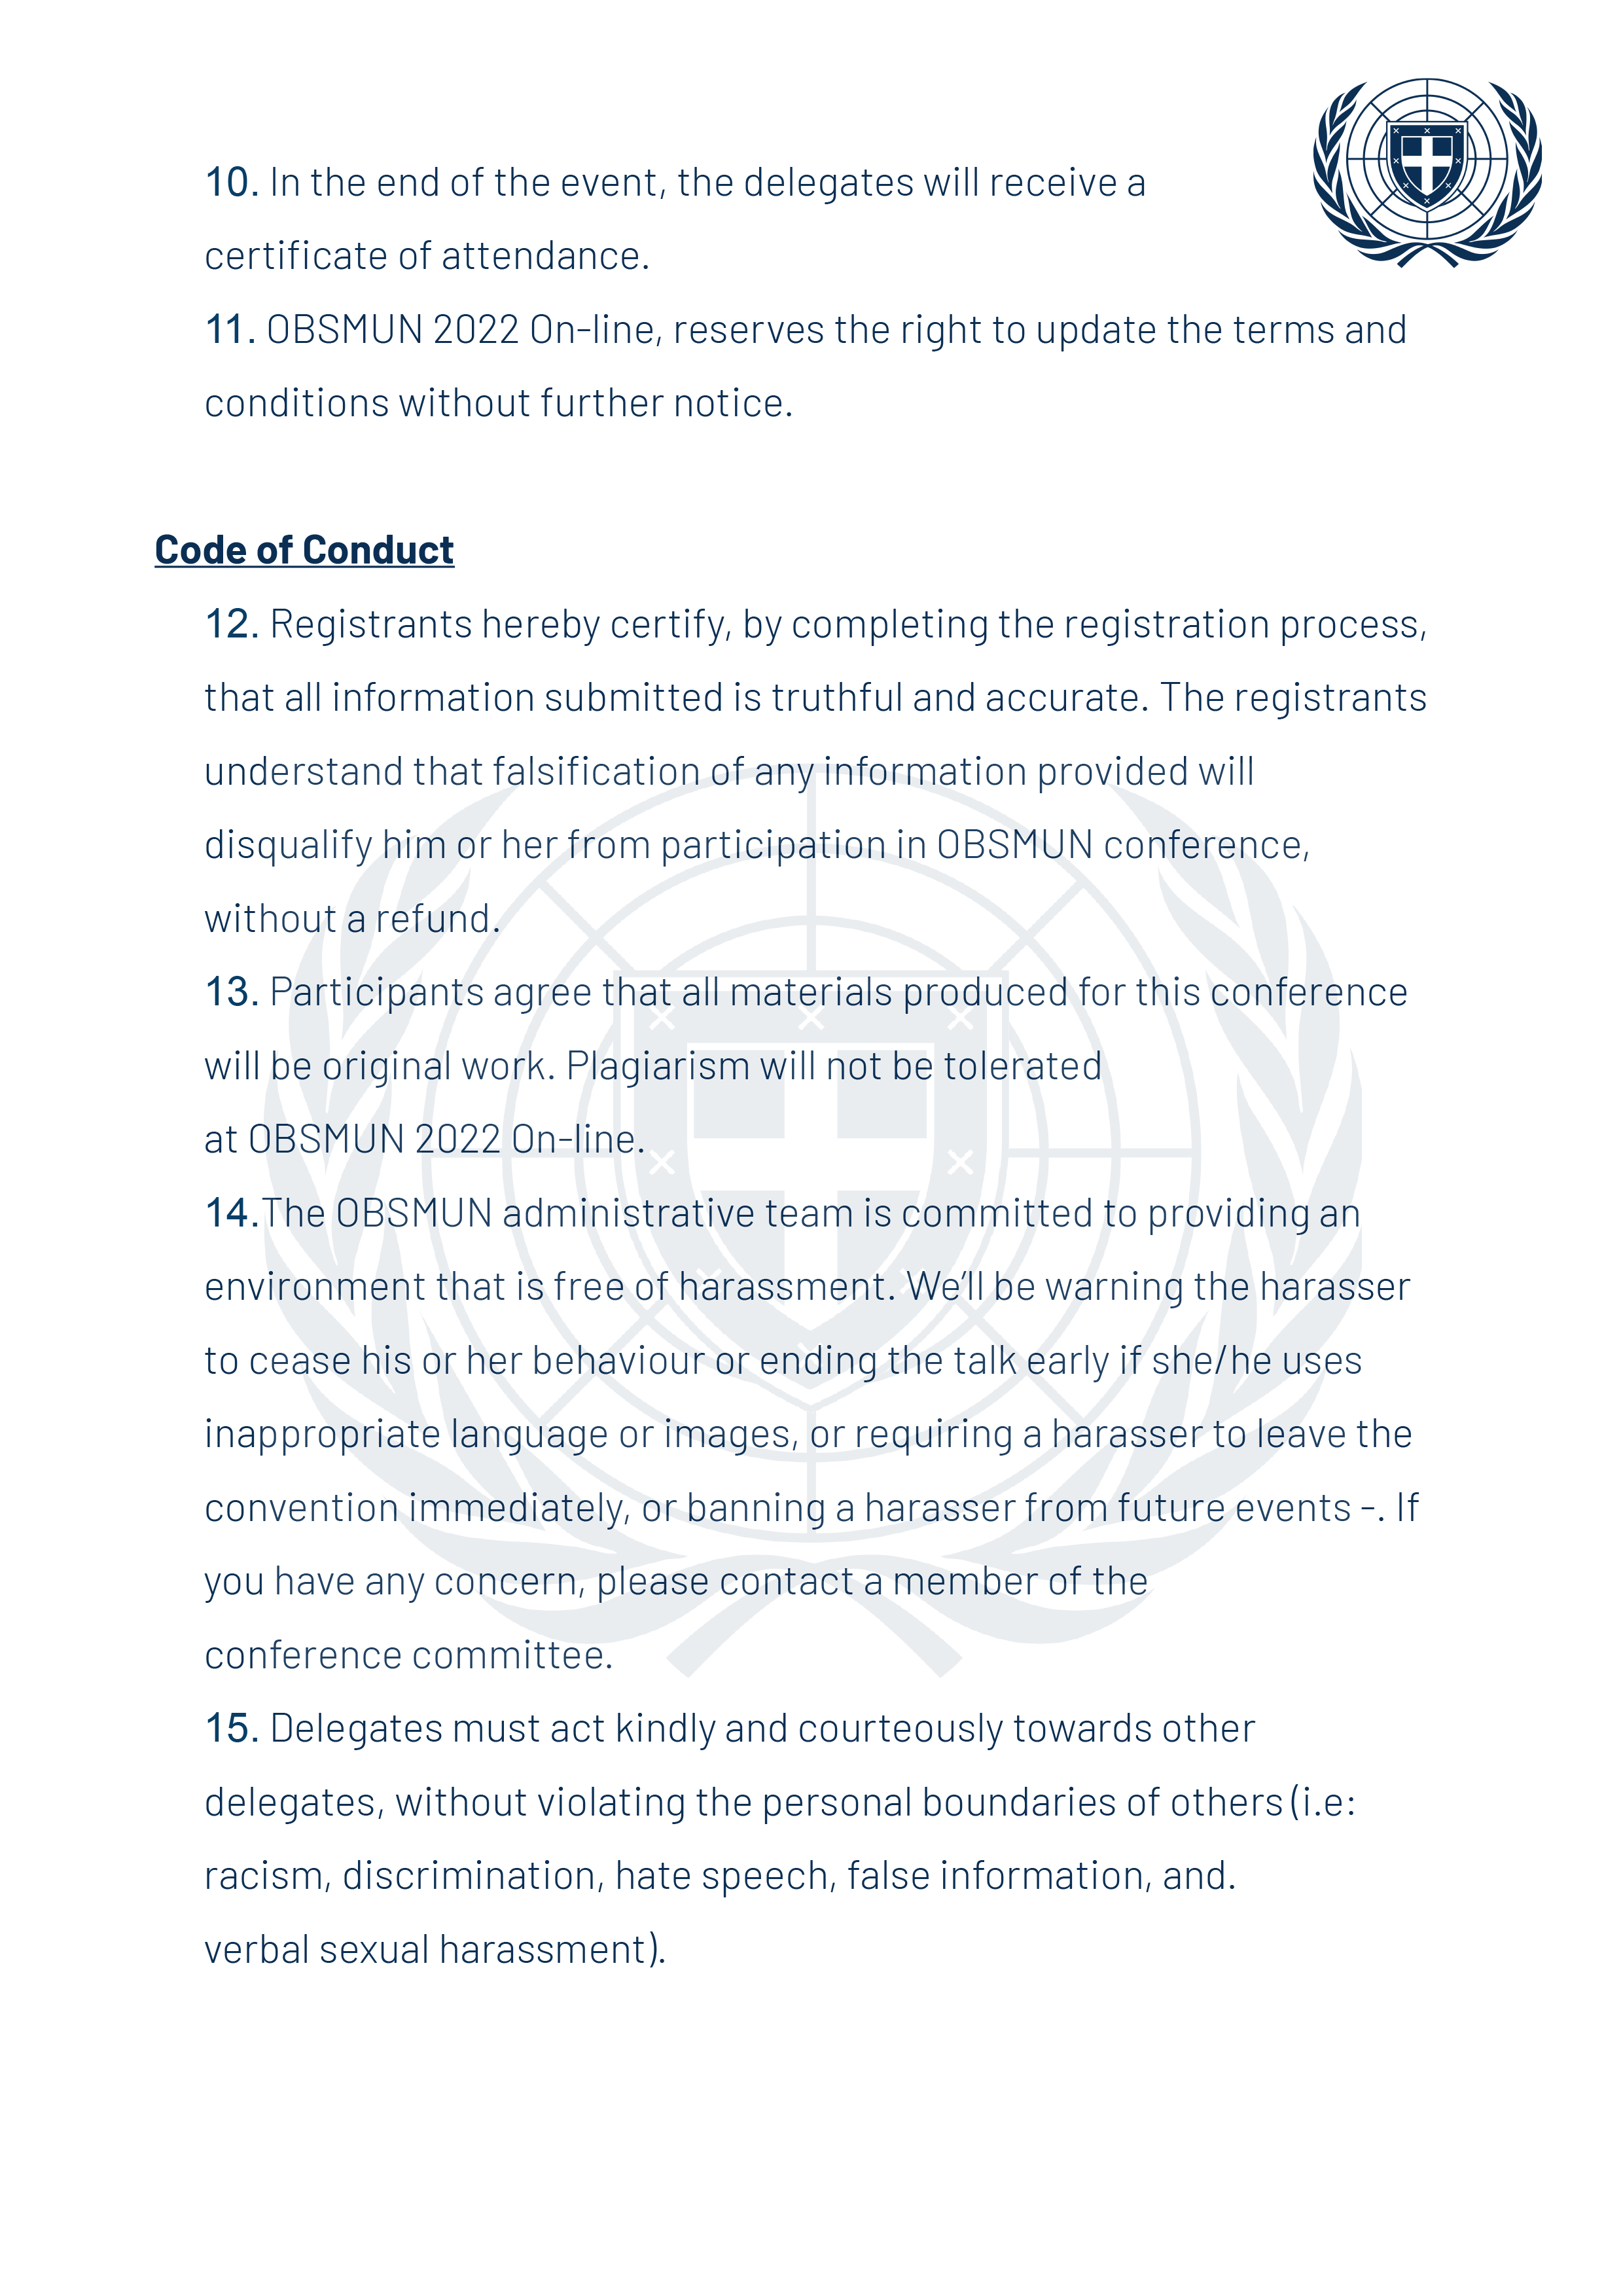 10. In the end of the event, the delegates will receive a
certificate of attendance.
11. OBSMUN 2022 On-line, reserves the right to update the terms and
conditions without further notice.
Code of Conduct
12. Registrants hereby certify, by completing the registration process,
that all information submitted is truthful and accurate. The registrants
understand that falsification of any information provided will
disqualify him or her from participation in OBSMUN conference,
without a refund.
13. Participants agree that all materials produced for this conference
will be original work. Plagiarism will not be tolerated
at OBSMUN 2022 On-line.
14.The OBSMUN administrative team is committed to providing an
environment that is free of harassment. We’ll be warning the harasser
to cease his or her behaviour or ending the talk early if she/he uses
inappropriate language or images, or requiring a harasser to leave the
convention immediately, or banning a harasser from future events -. If
you have any concern, please contact a member of the
conference committee.
15. Delegates must act kindly and courteously towards other
delegates, without violating the personal boundaries of others (i.e:
racism, discrimination, hate speech, false information, and.
verbal sexual harassment).